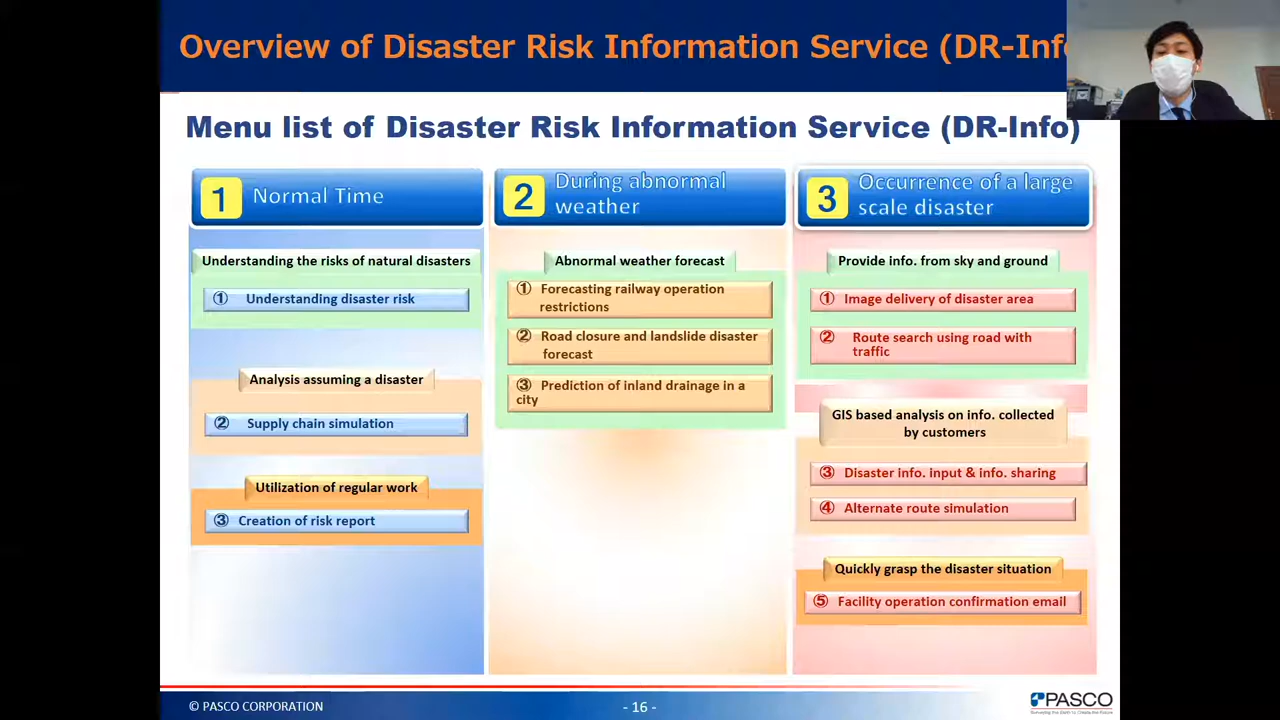 Overview of Disaster Risk Information Service (DR-Info
Menu list of Disaster Risk Information Service (DR-Info)
1 Normal Time
Understanding the risks of natural disasters
① Understanding disaster risk
Analysis assuming a disaster
② Supply chain simulation
Utilization of regular work
③ Creation of risk report
2 During abnormal
weather
Abnormal weather forecast
① Forecasting railway operation
restrictions
② Road closure and landslide disaster
forecast
③ Prediction of inland drainage in a
city
3 Occurrence of a large
scale disaster
Provide info. from sky and ground
① Image delivery of disaster area
② Route search using road with
traffic
GIS based analysis on info. collected
by customers
③ Disaster info. input & info. sharing
④ Alternate route simulation
Quickly grasp the disaster situation
⑤ Facility operation confirmation email
© PASCO CORPORATION
- 16 -
PASCO